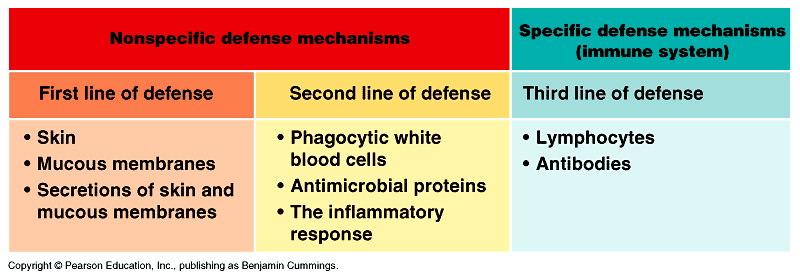 Nonspecific defense mechanisms
Specific defense mechanisms
(immune system)
First line of defense
Second line of defense
Third line of defense
• Skin
• Mucous membranes
• Secretions of skin and
mucous membranes
• Phagocytic white
blood cells
• Antimicrobial proteins
• The inflammatory
response
• Lymphocytes
• Antibodies
Copyright © Pearson Education, Inc., publishing as Benjamin Cummings.